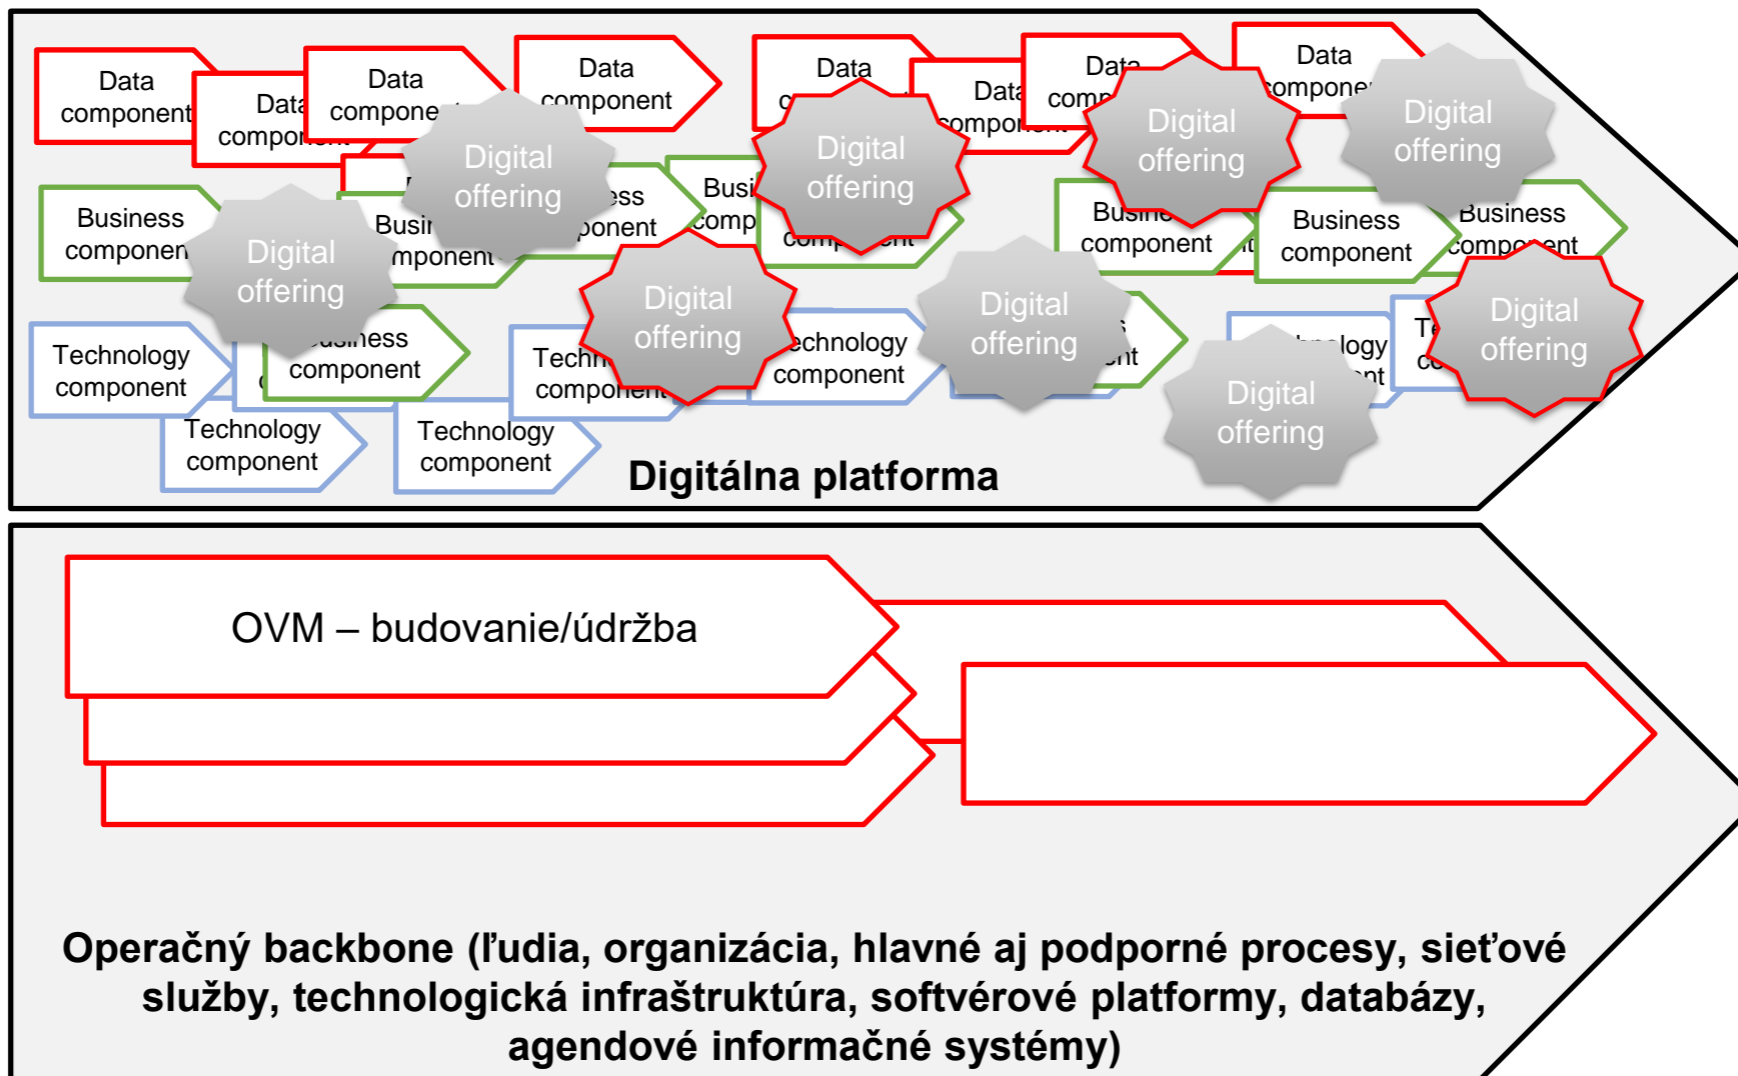 Data
component
Data
component
Data
component
Data
component
Data
Data
component
Data
Data
Digital
offering
Digital
offering
Digital
offering
Digital
offering
Business
component
Digital
offering
component
Business
component
Business
component
Business
component
Digital
offering
Digital
offering
Digital
offering
Technology
component
component
component
Digital
offering
Technology
component
Technology
component
Digitálna platforma
OVM – budovanie/údržba
Operačný backbone (ľudia, organizácia, hlavné aj podporné procesy, sieťové
služby, technologická infraštruktúra, softvérové platformy, databázy,
agendové informačné systémy)